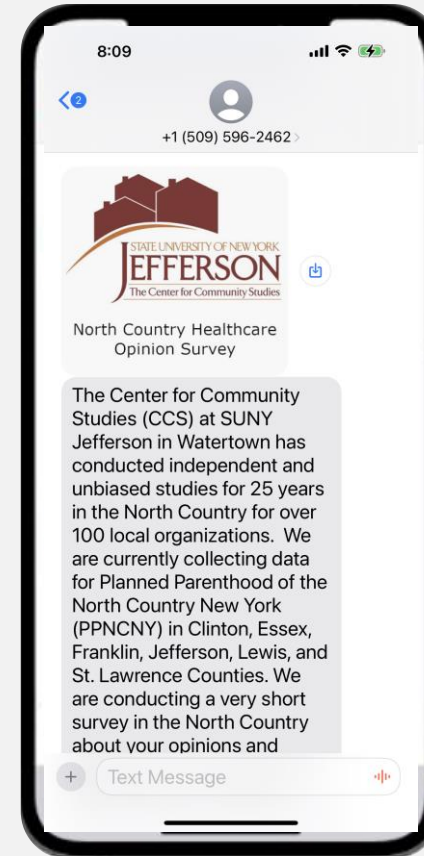 8:09
2
+1 (509) 596-2462
STATE UNIVERSITY OF NEW YORK
JEFFERSON
The Center for Community Studies
North Country Healthcare
Opinion Survey
The Center for Community
Studies (CCS) at SUNY
Jefferson in Watertown has
conducted independent and
unbiased studies for 25 years
in the North Country for over
100 local organizations.  We
are currently collecting data
for Planned Parenthood of the
North Country New York
(PPNCNY) in Clinton, Essex,
Franklin, Jefferson, Lewis, and
St. Lawrence Counties. We
are conducting a very short
survey in the North Country
about your opinions and
Text Message